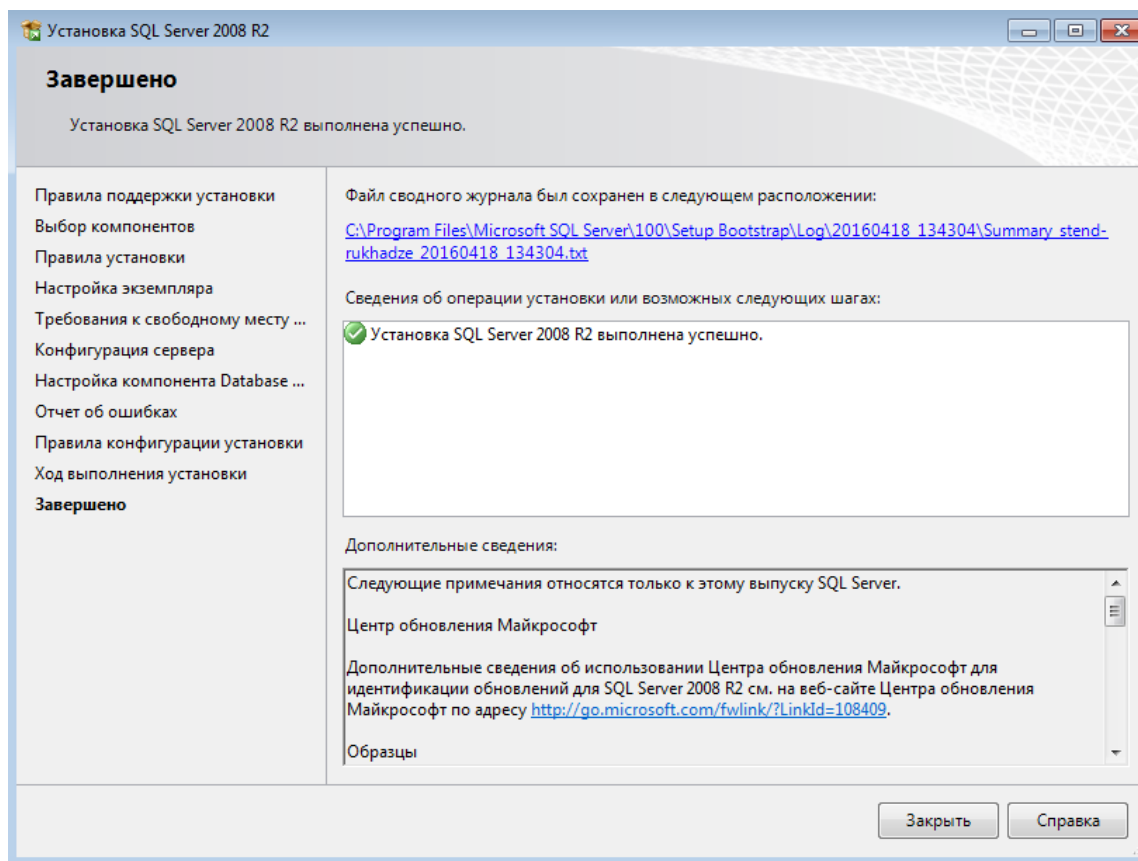 Установка SQL Server 2008 R2
Завершено
Установка SQL Server 2008 R2 выполнена успешно.
Правила поддержки установки
Выбор компонентов
Правила установки
Настройка экземпляра
Требования к свободному месту ...
Конфигурация сервера
Настройка компонента Database ...
Отчет об ошибках
Правила конфигурации установки
Ход выполнения установки
Завершено
Файл сводного журнала был сохранен в следующем расположении:
C:\Program Files\Microsoft SQL Server\100\Setup Bootstrap\Log\20160418_134304\Summary_stend-
rukhadze_20160418_134304.txt
Сведения об операции установки или возможных следующих шагах:
Установка SQL Server 2008 R2 выполнена успешно.
Дополнительные сведения:
Следующие примечания относятся только к этому выпуску SQL Server.
Центр обновления Майкрософт
Дополнительные сведения об использовании Центра обновления Майкрософт для
идентификации обновлений для SQL Server 2008 R2 см. на веб-сайте Центра обновления
Майкрософт по адресу http://go.microsoft.com/fwlink/?LinkId=108409.
Образцы
Закрыть
Справка